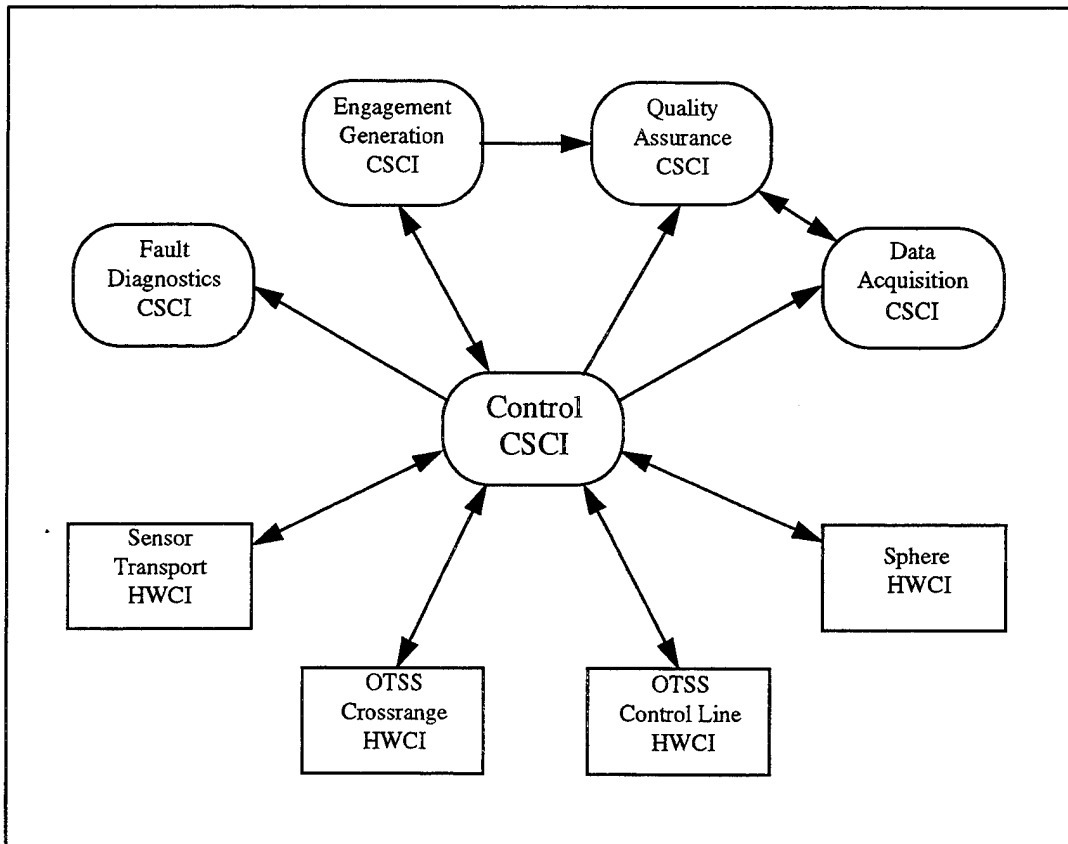 Engagement
Generation
CSCI
Quality
Assurance
CSCI
Fault
Diagnostics
CSCI
Data
Acquisition
CSCI
Control
CSCI
Sensor
Transport
HWCI
Sphere
HWCI
OTSS
Crossrange
HWCI
OTSS
Control Line
HWCI